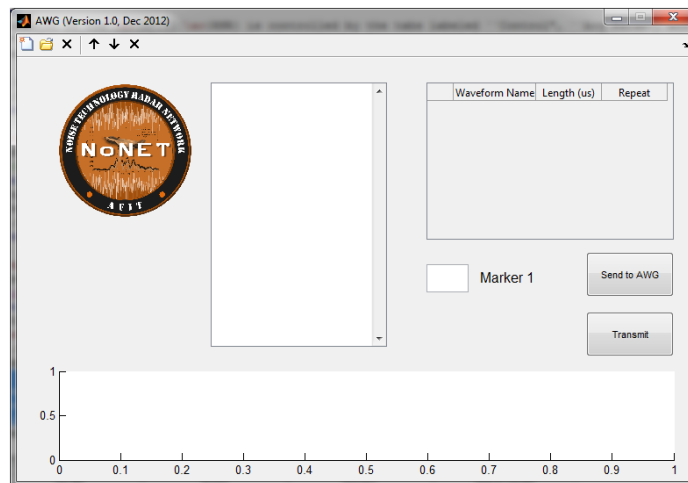 AWG (Version 1.0, Dec 2012)
NOISE TECHNOLOGY RADAR NETWORK
NoNET
AFIT
Waveform Name Length (us) Repeat
Marker 1
Send to AWG
Transmit
1
0.5
0
0 0.1 0.2 0.3 0.4 0.5 0.6 0.7 0.8 0.9 1